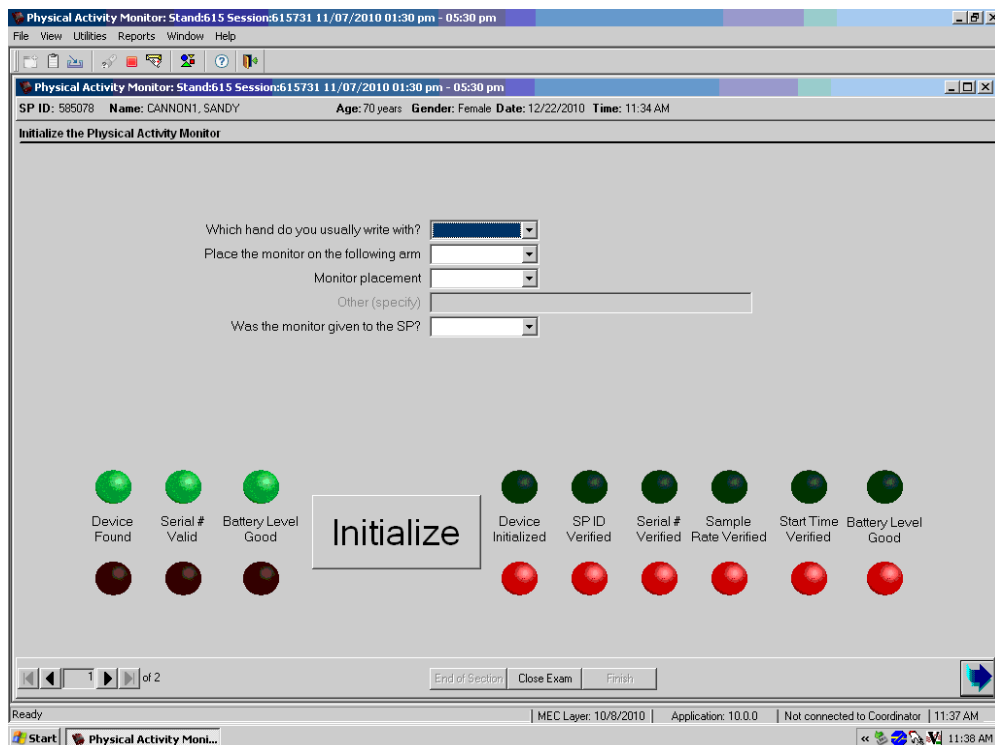 Physical Activity Monitor: Stand:615 Session:615731 11/07/2010 01:30 pm - 05:30 pm
File View Utilities Reports Window Help
Physical Activity Monitor: Stand:615 Session:615731 11/07/2010 01:30 pm - 05:30 pm
SP ID: 585078 Name: CANNON1, SANDY Age: 70 years Gender: Female Date: 12/22/2010 Time: 11:34 AM
Initialize the Physical Activity Monitor
Which hand do you usually write with?
Place the monitor on the following arm
Monitor placement
Other (specify)
Was the monitor given to the SP?
Device Found
Serial # Valid
Battery Level Good
Initialize
Device Initialized
SP ID Verified
Serial # Verified
Sample Rate Verified
Start Time Verified
Battery Level Good
1 of 2
End of Section Close Exam Finish
Ready MEC Layer: 10/8/2010 Application: 10.0.0 Not connected to Coordinator 11:37 AM
Start Physical Activity Moni... 11:38 AM